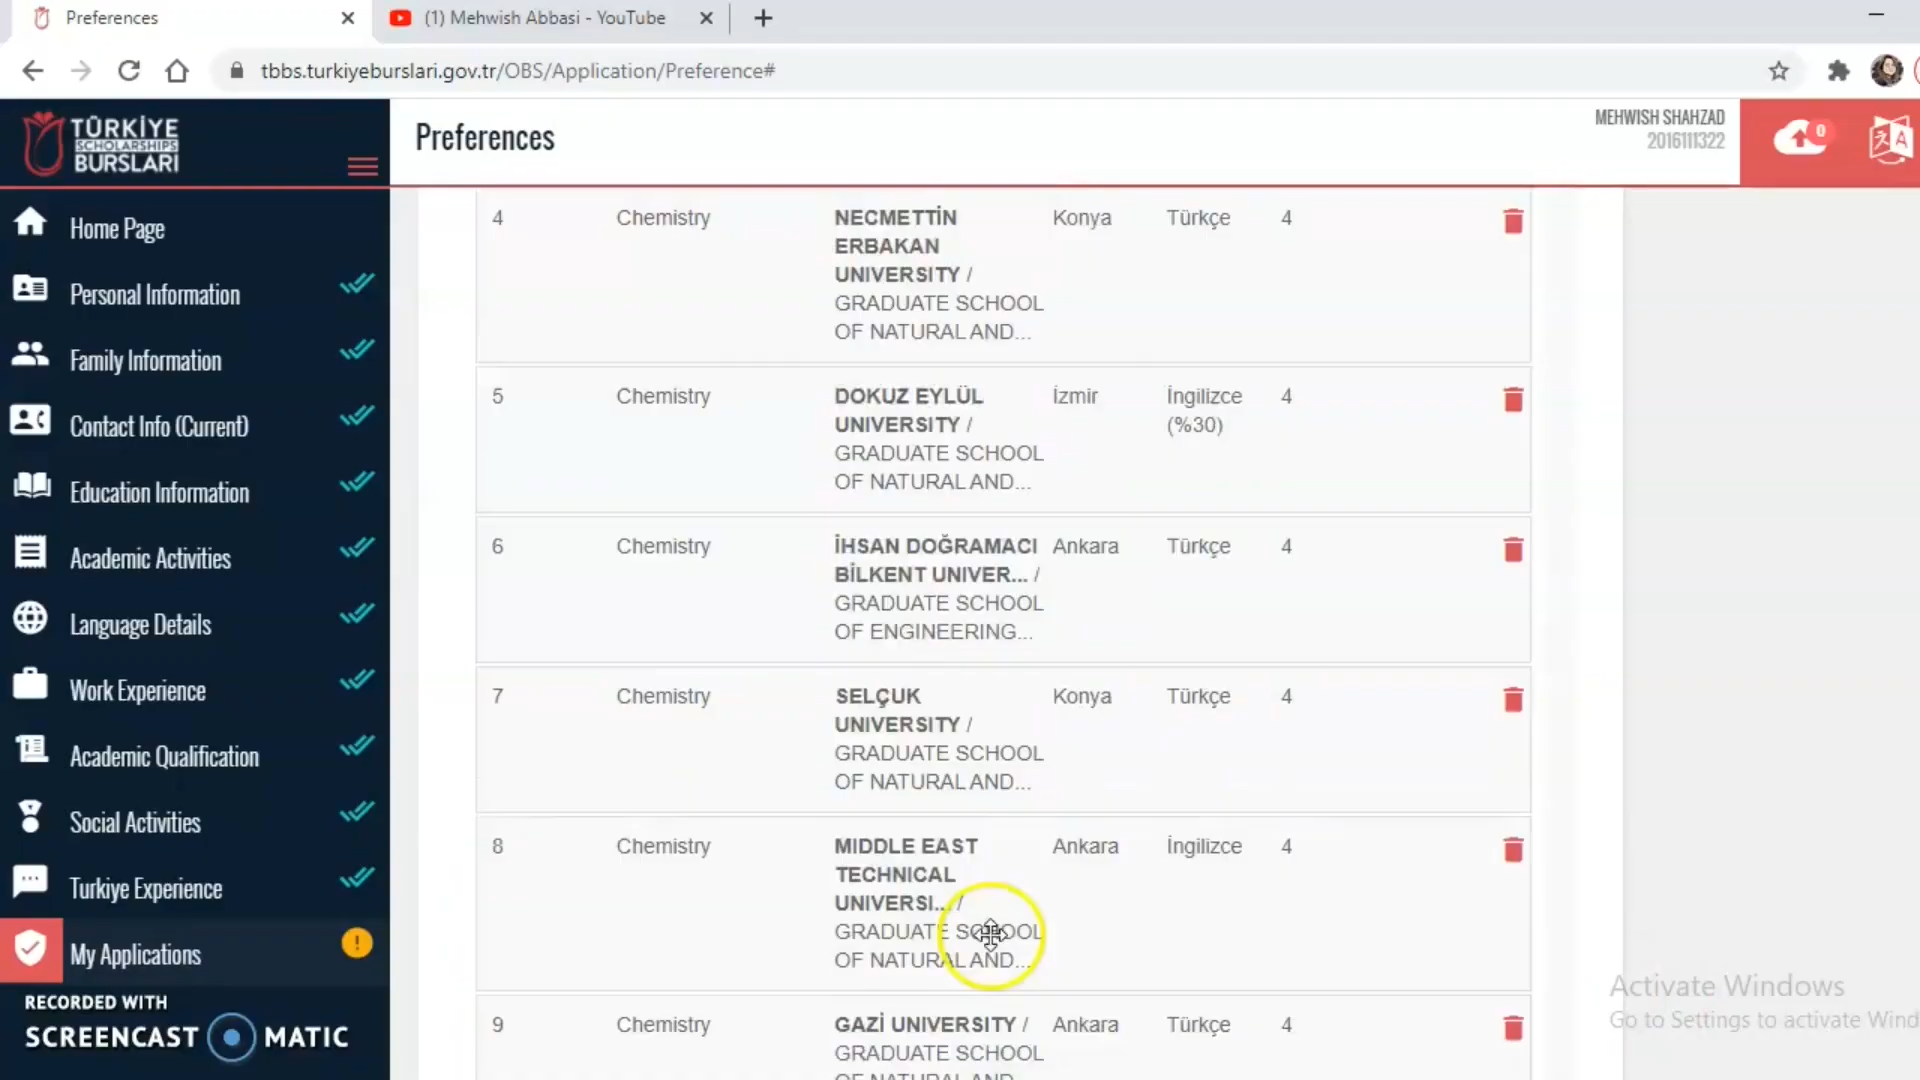 Preferences
(1) Mehwish Abbasi - YouTube
tbbs.turkiyeburslari.gov.tr/OBS/Application/Preference#
TÜRKİYE
SCHOLARSHIPS
BURSLARI
Preferences
MEHWISH SHAHZAD
2016111322
0
Home Page
Personal Information
Family Information
Contact Info (Current)
Education Information
Academic Activities
Language Details
Work Experience
Academic Qualification
Social Activities
Turkiye Experience
My Applications
RECORDED WITH
SCREENCAST MATIC
4 Chemistry NECMETTİN Konya Türkçe 4
ERBAKAN
UNIVERSITY /
GRADUATE SCHOOL
OF NATURAL AND...
5 Chemistry DOKUZ EYLÜL İzmir İngilizce 4
UNIVERSITY / (%30)
GRADUATE SCHOOL
OF NATURAL AND...
6 Chemistry İHSAN DOĞRAMACI Ankara Türkçe 4
BİLKENT UNIVER... /
GRADUATE SCHOOL
OF ENGINEERING...
7 Chemistry SELÇUK Konya Türkçe 4
UNIVERSITY /
GRADUATE SCHOOL
OF NATURAL AND...
8 Chemistry MIDDLE EAST Ankara İngilizce 4
TECHNICAL
UNIVERSI... /
GRADUATE SCHOOL
OF NATURAL AND...
9 Chemistry GAZİ UNIVERSITY / Ankara Türkçe 4
GRADUATE SCHOOL
OF NATURAL AND
Activate Windows
Go to Settings to activate Wind